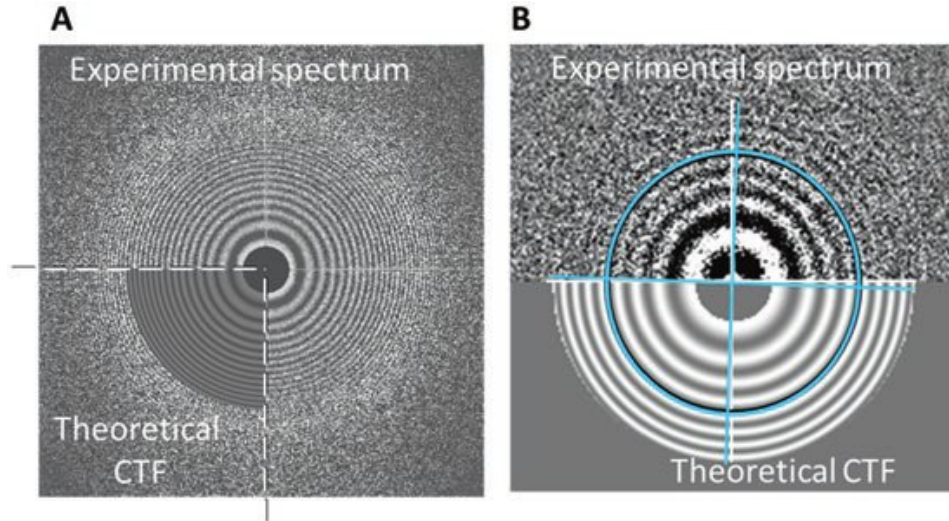 A
B
Experimental spectrum
Experimental spectrum
Theoretical
CTF
Theoretical CTF